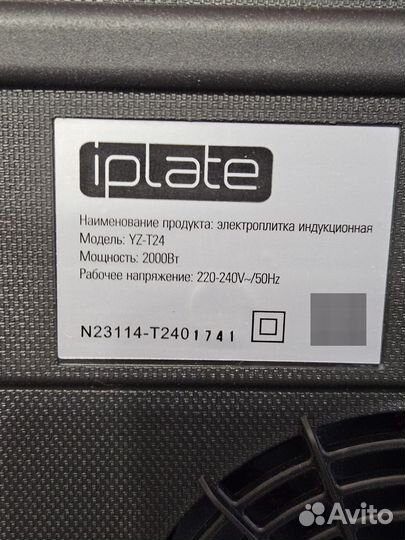 iplate
Наименование продукта: электроплитка индукционная
Модель: YZ-T24
Мощность: 2000Вт
Рабочее напряжение: 220-240V~/50Hz
N23114-T2401741
Avito